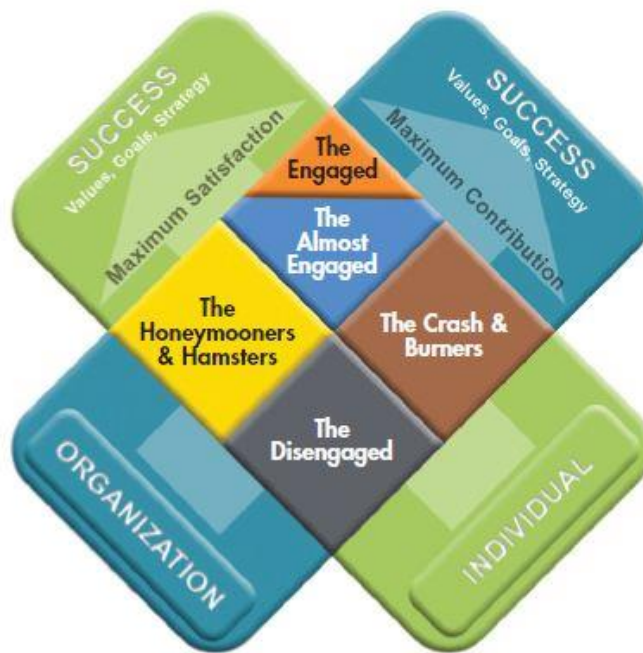 SUCCESS
Values, Goals, Strategy
Maximum Satisfaction
SUCCESS
Values, Goals, Strategy
Maximum Contribution
The
Engaged
The
Almost
Engaged
The
Honeymooners
& Hamsters
The Crash &
Burners
The
Disengaged
ORGANIZATION
INDIVIDUAL